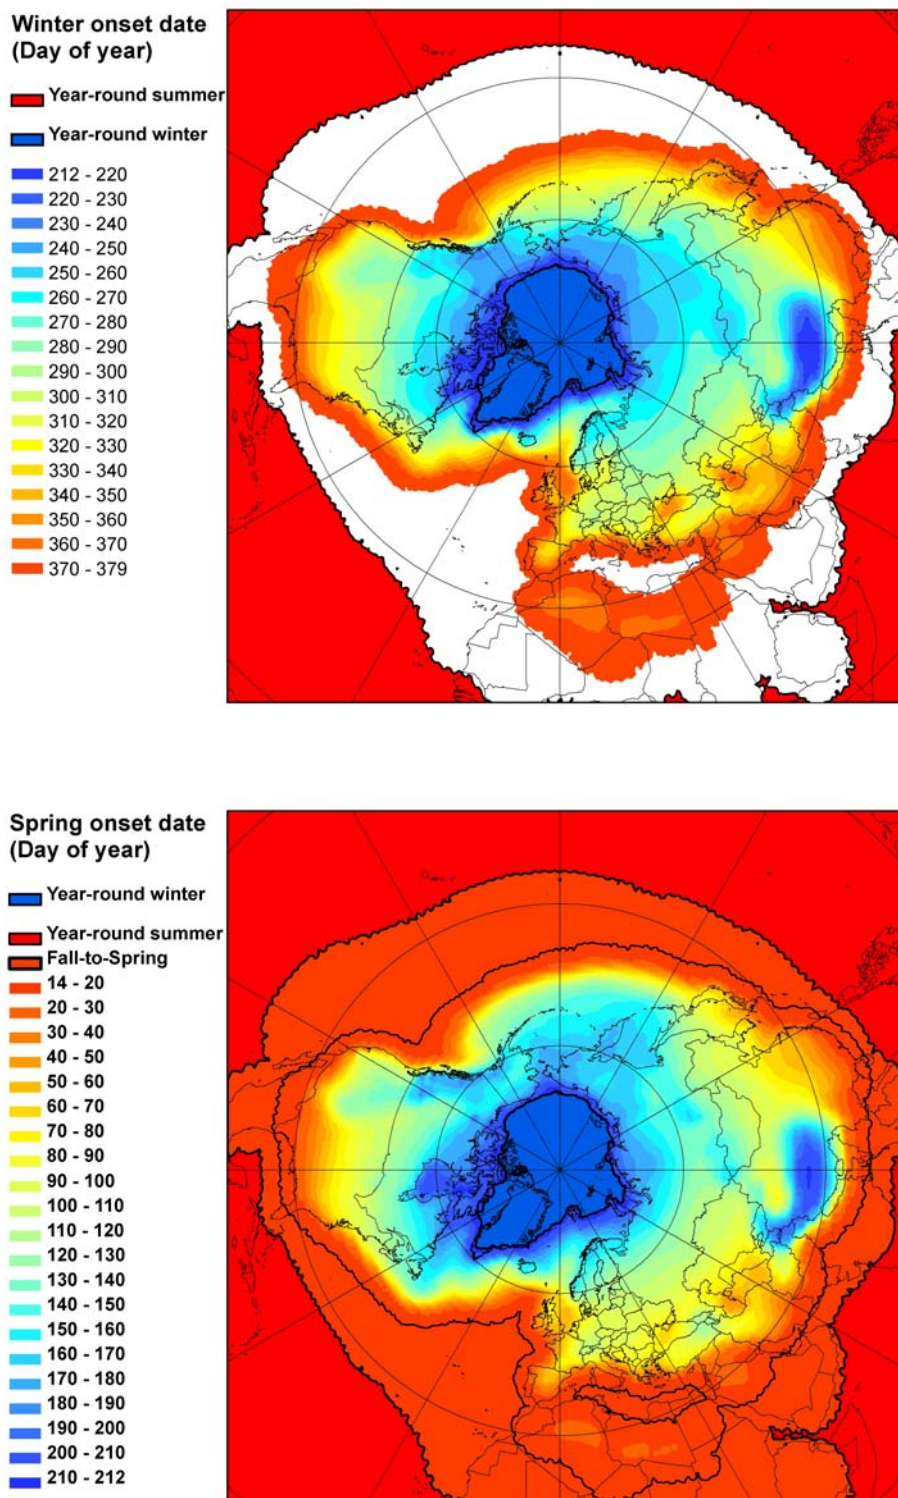 Winter onset date
(Day of year)
Year-round summer
Year-round winter
212 - 220
220 - 230
230 - 240
240 - 250
250 - 260
260 - 270
270 - 280
280 - 290
290 - 300
300 - 310
310 - 320
320 - 330
330 - 340
340 - 350
350 - 360
360 - 370
370 - 379
Spring onset date
(Day of year)
Year-round winter
Year-round summer
Fall-to-Spring
14 - 20
20 - 30
30 - 40
40 - 50
50 - 60
60 - 70
70 - 80
80 - 90
90 - 100
100 - 110
110 - 120
120 - 130
130 - 140
140 - 150
150 - 160
160 - 170
170 - 180
180 - 190
190 - 200
200 - 210
210 - 212